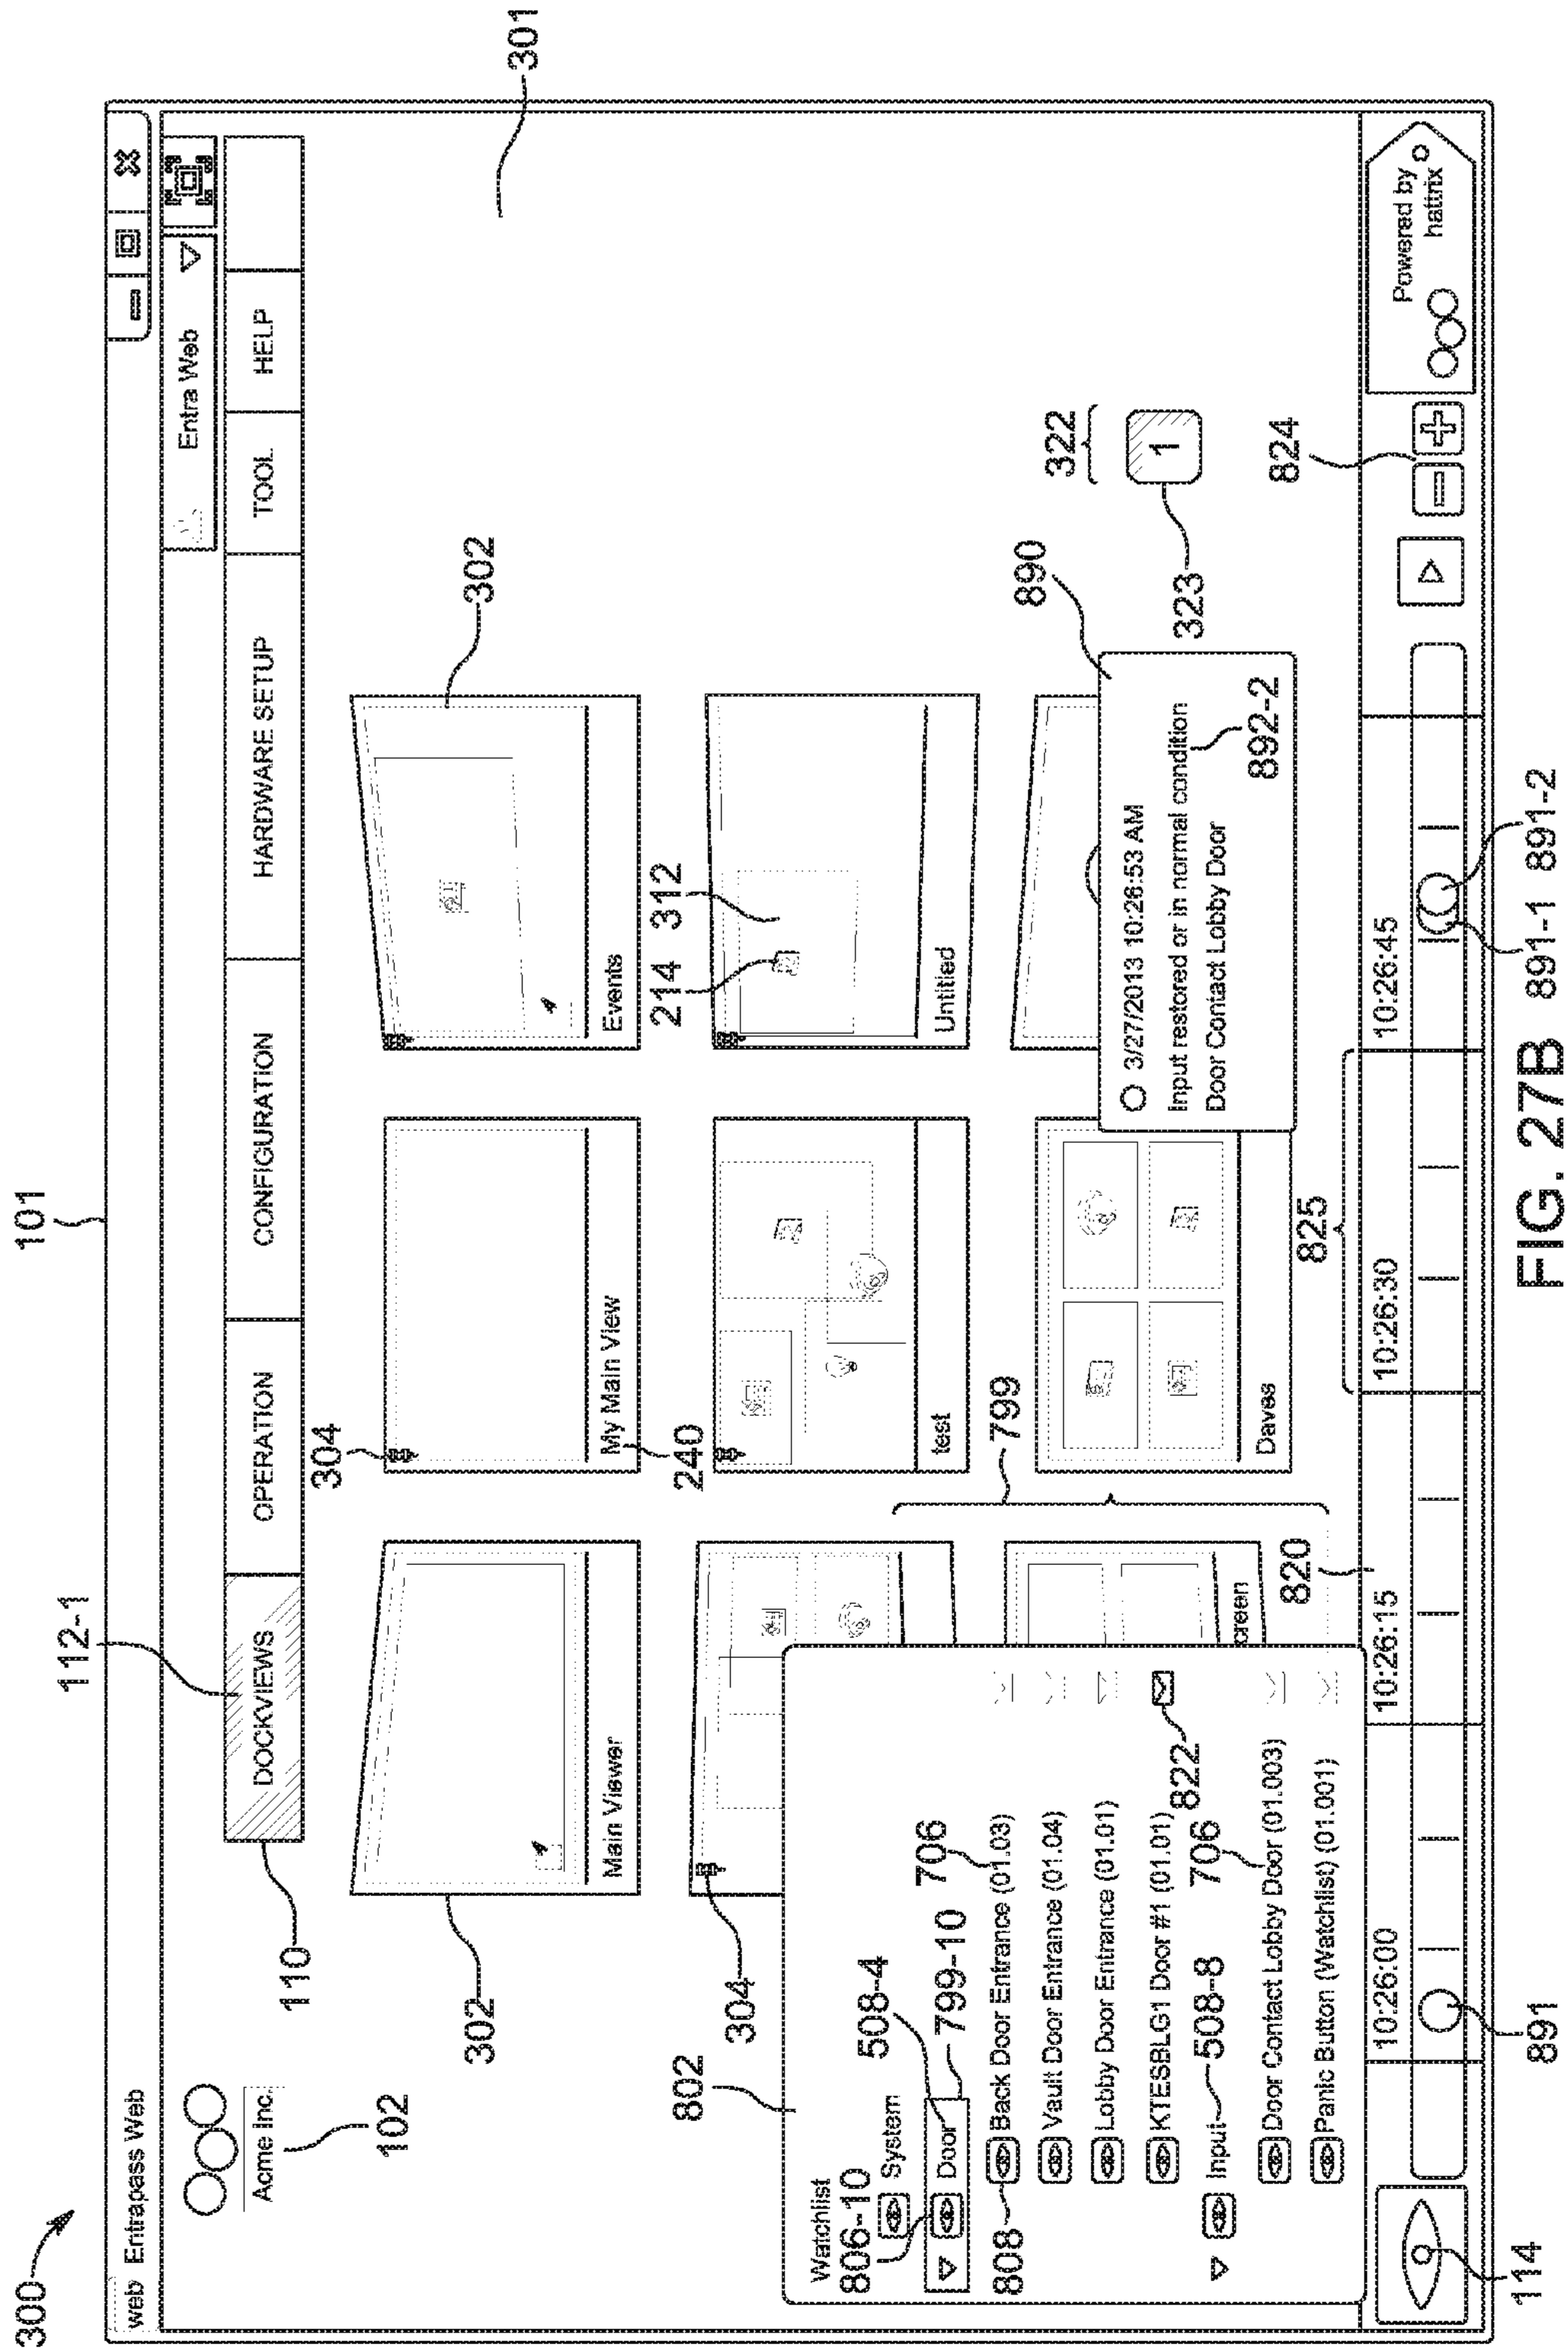 300
101
web Entrapass Web
Acme Inc.
102
Entra Web
112-1
110
DOCKVIEWS
OPERATION
CONFIGURATION
HARDWARE SETUP
TOOL
HELP
301
304
302
302
302
Main Viewer
My Main View
240
Events
214
312
304
test
Untitled
799
Daves
creen
802
Watchlist
806-10
System
508-4
Door
799-10
808
Back Door Entrance (01.03)
706
Vault Door Entrance (01.04)
Lobby Door Entrance (01.01)
KTESBLG1 Door #1 (01.01)
822
Input
508-8
706
Door Contact Lobby Door (01.003)
Panic Button (Watchlist) (01.001)
890
3/27/2013 10:26:53 AM
Input restored or in normal condition
Door Contact Lobby Door
892-2
322
1
323
824
820
825
10:26:00
10:26:15
10:26:30
10:26:45
Powered by
hattrix
114
891
891-1
891-2
FIG. 27B